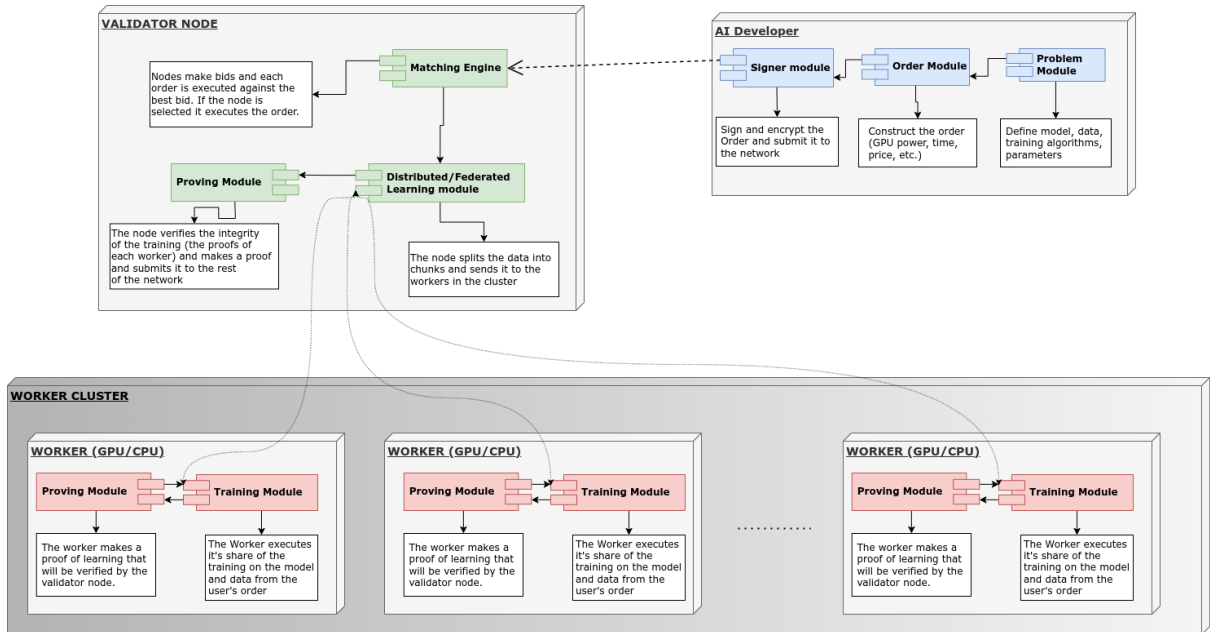 VALIDATOR NODE
Matching Engine
Nodes make bids and each
order is executed against the
best bid. If the node is
selected it executes the order.
Proving Module
Distributed/Federated
Learning module
The node verifies the integrity
of the training (the proofs of
each worker) and makes a proof
and submits it to the rest
of the network
The node splits the data into
chunks and sends it to the
workers in the cluster
AI Developer
Signer module
Order Module
Problem
Module
Sign and encrypt the
Order and submit it to
the network
Construct the order
(GPU power, time,
price, etc.)
Define model, data,
training algorithms,
parameters
WORKER CLUSTER
WORKER (GPU/CPU)
Proving Module
Training Module
The worker makes a
proof of learning that
will be verified by the
validator node.
The Worker executes
it's share of the
training on the model
and data from the
user's order
WORKER (GPU/CPU)
Proving Module
Training Module
The worker makes a
proof of learning that
will be verified by the
validator node.
The Worker executes
it's share of the
training on the model
and data from the
user's order
WORKER (GPU/CPU)
Proving Module
Training Module
The worker makes a
proof of learning that
will be verified by the
validator node.
The Worker executes
it's share of the
training on the model
and data from the
user's order